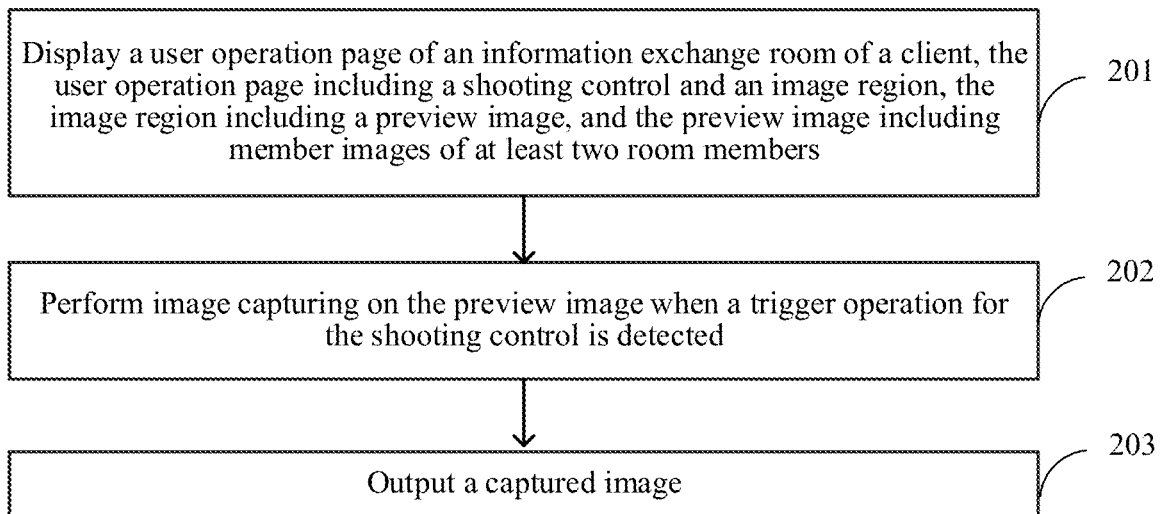 Display a user operation page of an information exchange room of a client, the
user operation page including a shooting control and an image region, the
image region including a preview image, and the preview image including
member images of at least two room members
201
Perform image capturing on the preview image when a trigger operation for
the shooting control is detected
202
Output a captured image
203